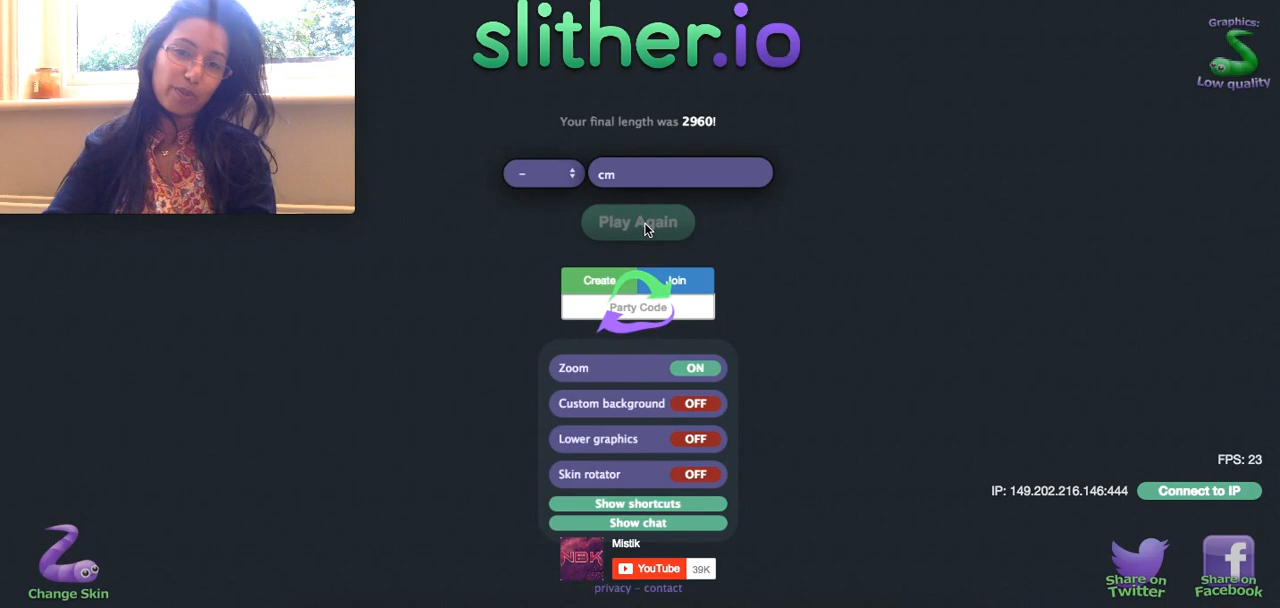 slither.io
Graphics:
Low quality
Your final length was 2960!
- cm
Play Again
Create Join
Party Code
Zoom ON
Custom background OFF
Lower graphics OFF
Skin rotator OFF
Show shortcuts
Show chat
FPS: 23
IP: 149.202.216.146:444 Connect to IP
Mistik
NBK
YouTube 39K
privacy - contact
Change Skin
Share on
Twitter
Share on
Facebook